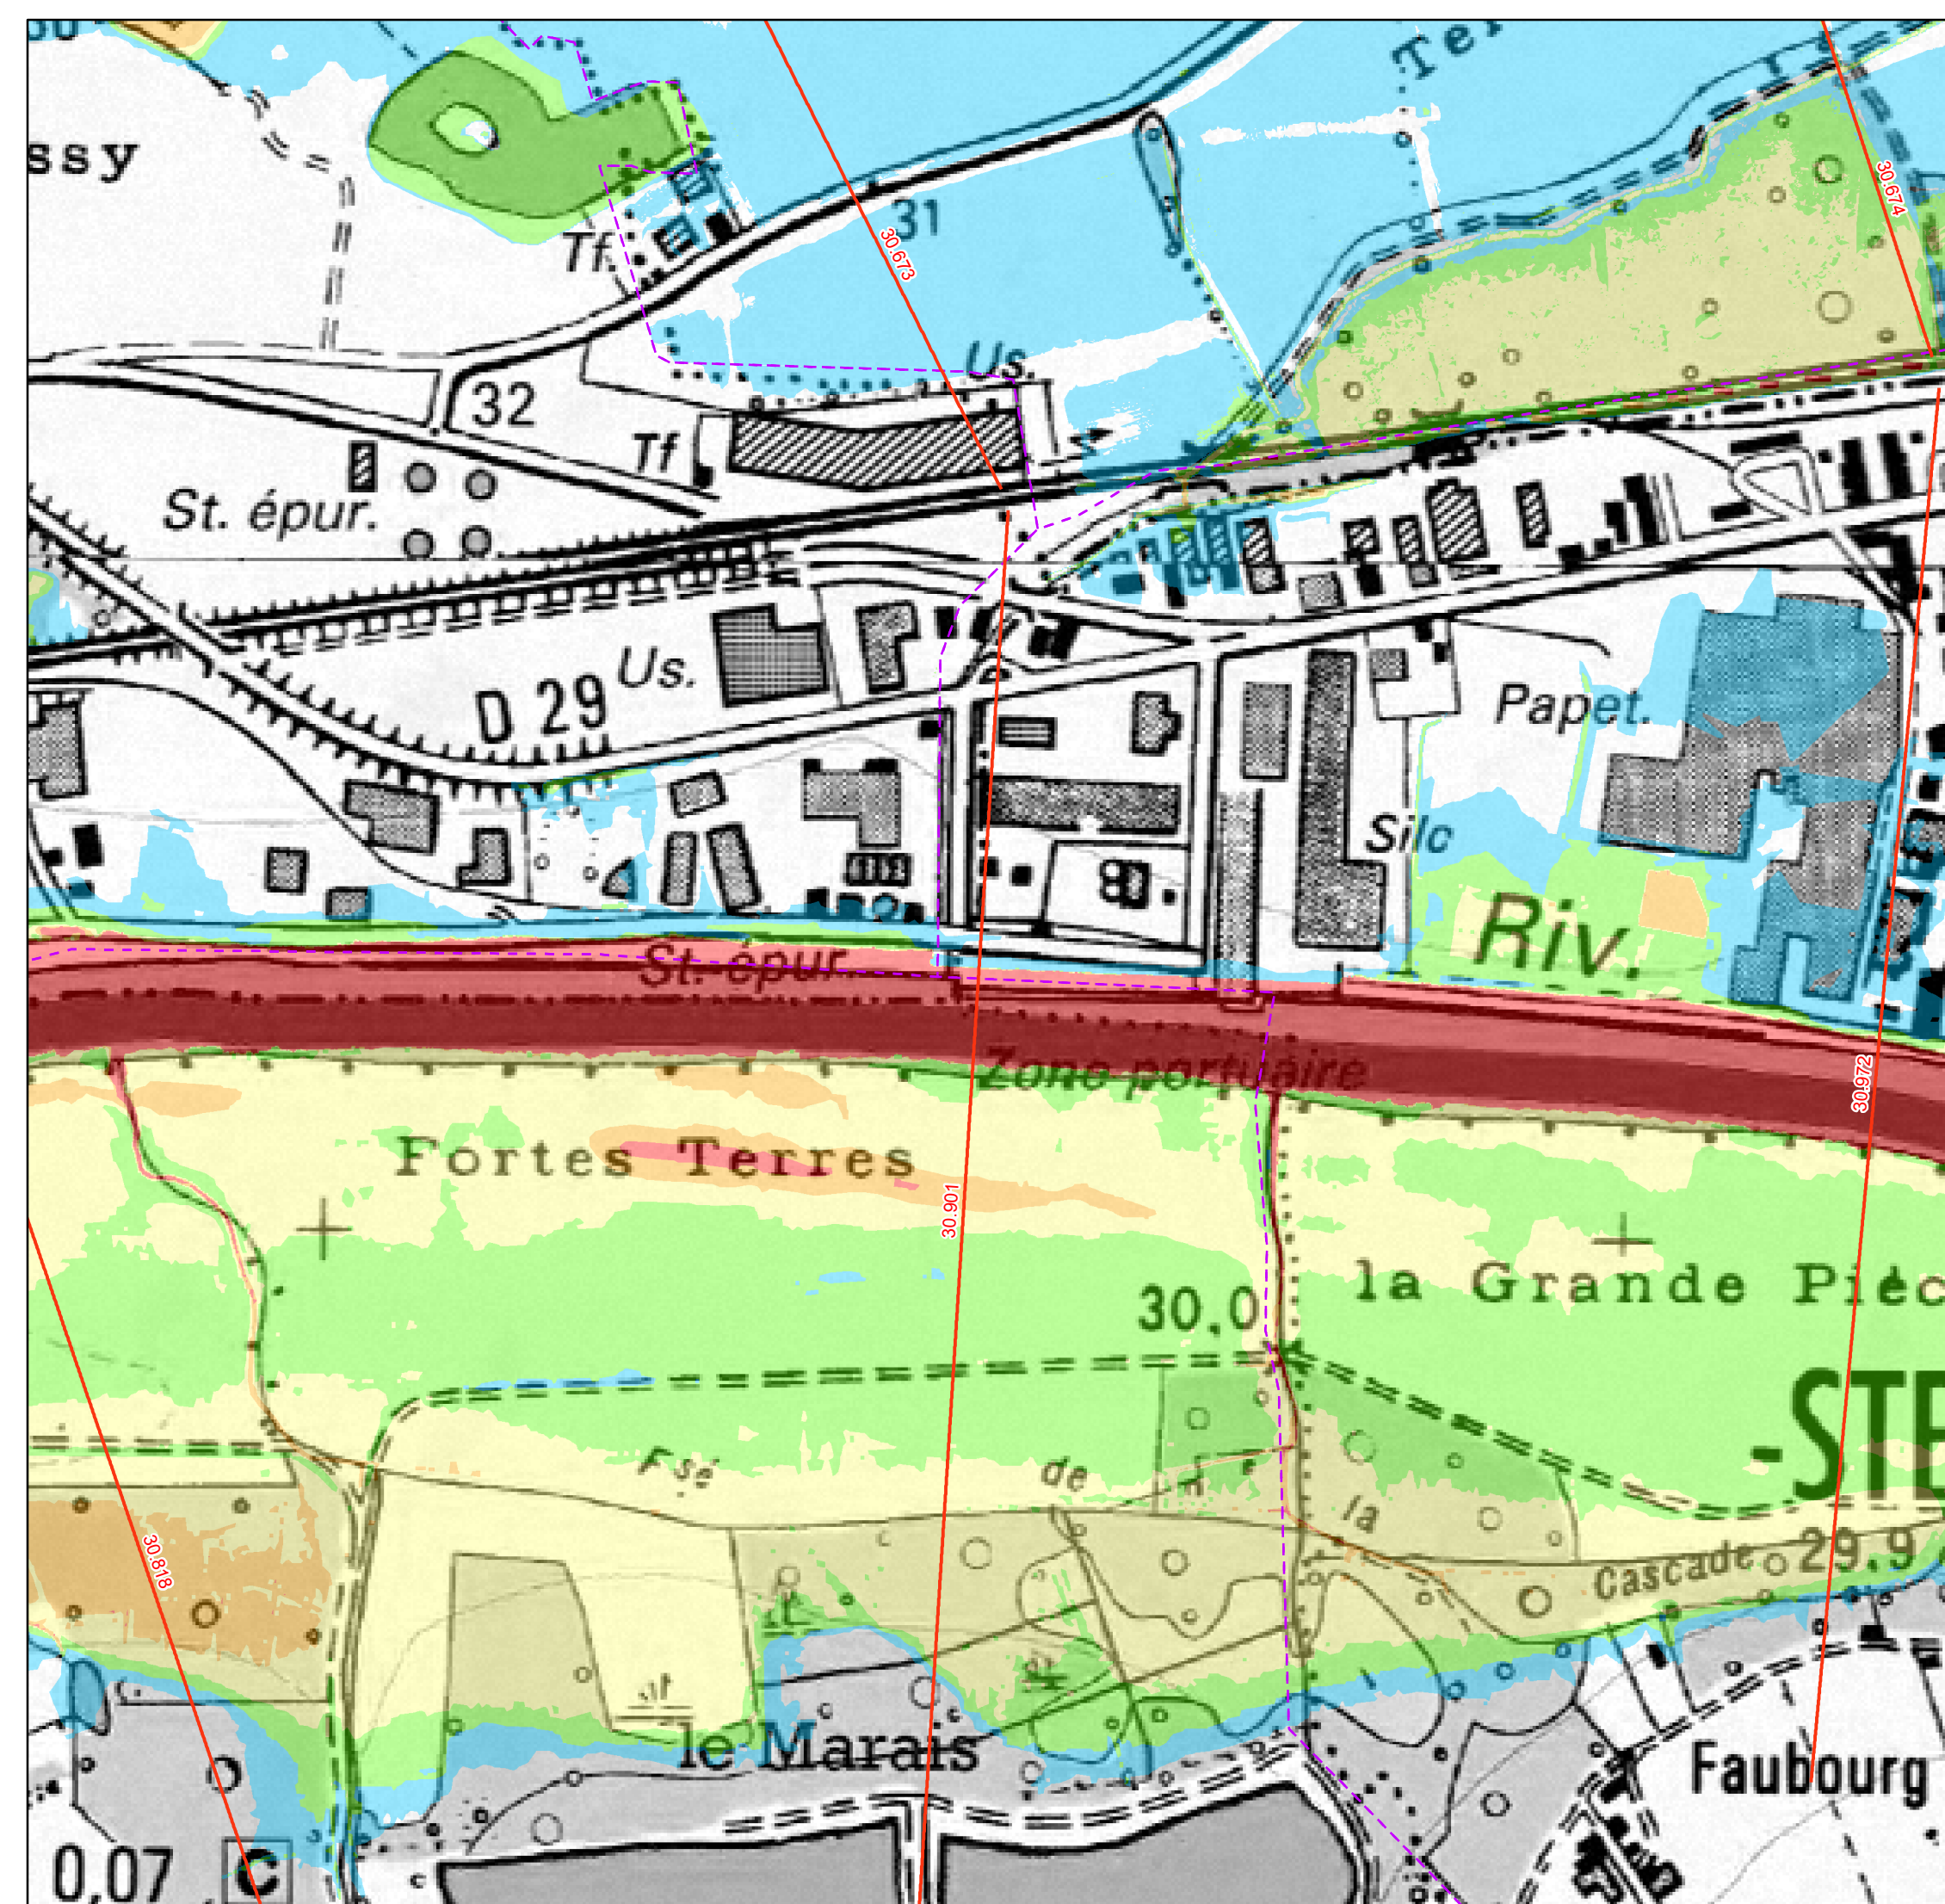 ssy
31
30.673
30.674
Tf.
Us.
32
Tf
St. épur.
Us.
D 29
Papet.
Silc
Riv.
St. épur.
Zone portuaire
30.972
Fortes Terres
30.901
la Grande Pièc
30.0
-STE
Fsé de la Cascade
29.9
30.818
le Marais
Faubourg
0,07
C